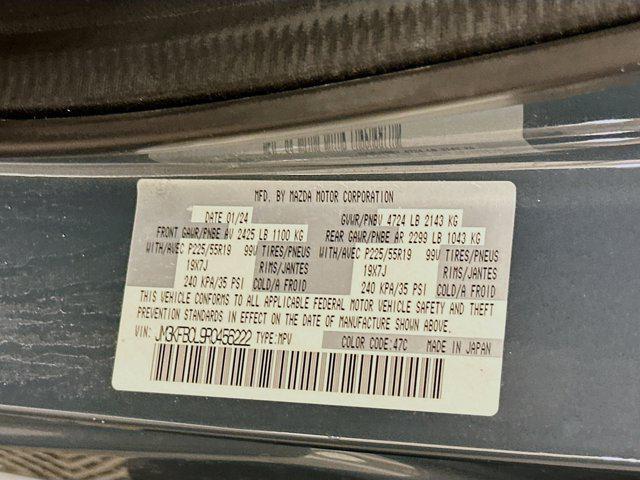 MFD. BY MAZDA MOTOR CORPORATION
DATE 01/24 GVWR/PNBV 4724 LB 2143 KG
FRONT GAWR/PNBE AV 2425 LB 1100 KG REAR GAWR/PNBE AR 2299 LB 1043 KG
WITH/AVEC P225/55R19 99V TIRES/PNEUS WITH/AVEC P225/55R19 99V TIRES/PNEUS
19X7J RIMS/JANTES 19X7J RIMS/JANTES
240 KPA/35 PSI COLD/A FROID 240 KPA/35 PSI COLD/A FROID
THIS VEHICLE CONFORMS TO ALL APPLICABLE FEDERAL MOTOR VEHICLE SAFETY AND THEFT
PREVENTION STANDARDS IN EFFECT ON THE DATE OF MANUFACTURE SHOWN ABOVE.
VIN: JM3KFBCL9R0456222 TYPE:MPV COLOR CODE:47C MADE IN JAPAN